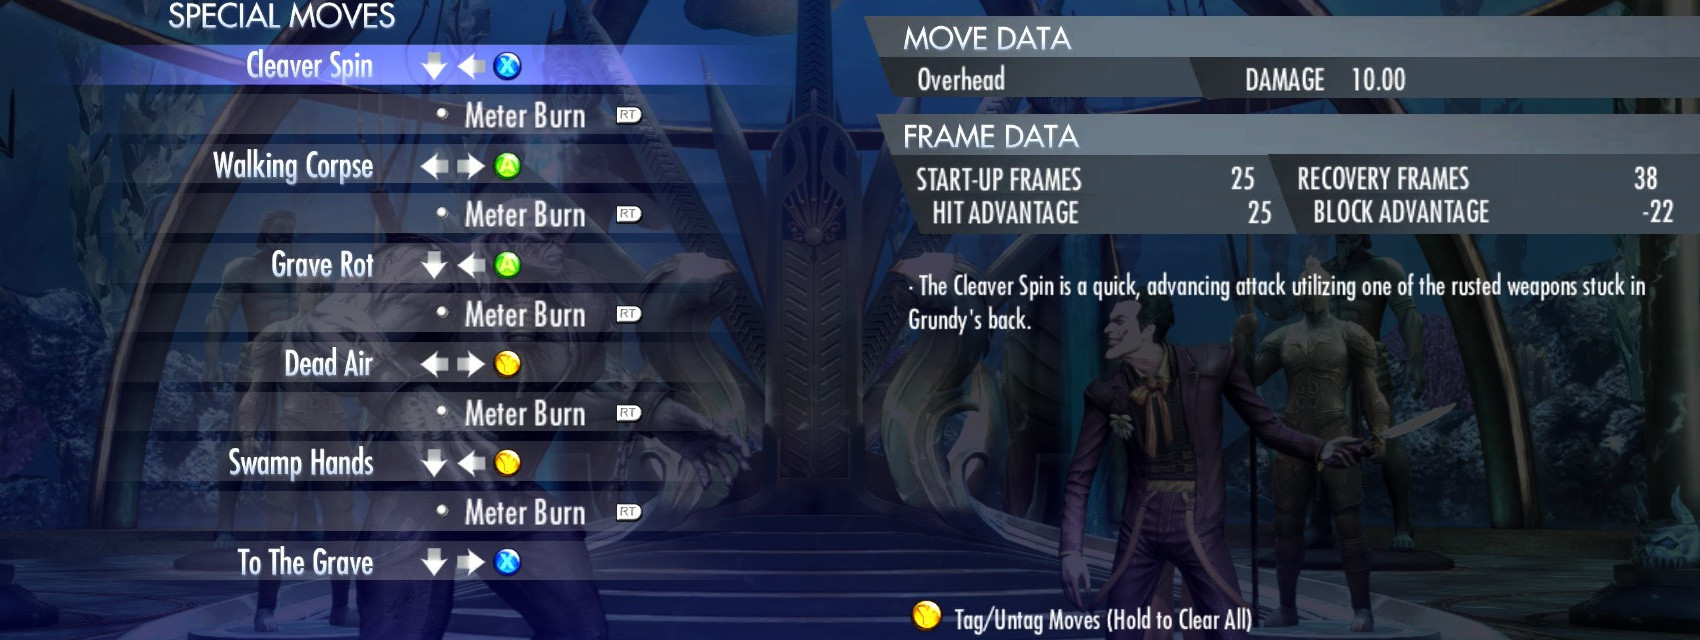 SPECIAL MOVES
Cleaver Spin X
Meter Burn RT
Walking Corpse A
Meter Burn RT
Grave Rot A
Meter Burn RT
Dead Air Y
Meter Burn RT
Swamp Hands Y
Meter Burn RT
To The Grave X
MOVE DATA
Overhead DAMAGE 10.00
FRAME DATA
START-UP FRAMES 25 RECOVERY FRAMES 38
HIT ADVANTAGE 25 BLOCK ADVANTAGE -22
· The Cleaver Spin is a quick, advancing attack utilizing one of the rusted weapons stuck in
Grundy's back.
Y Tag/Untag Moves (Hold to Clear All)